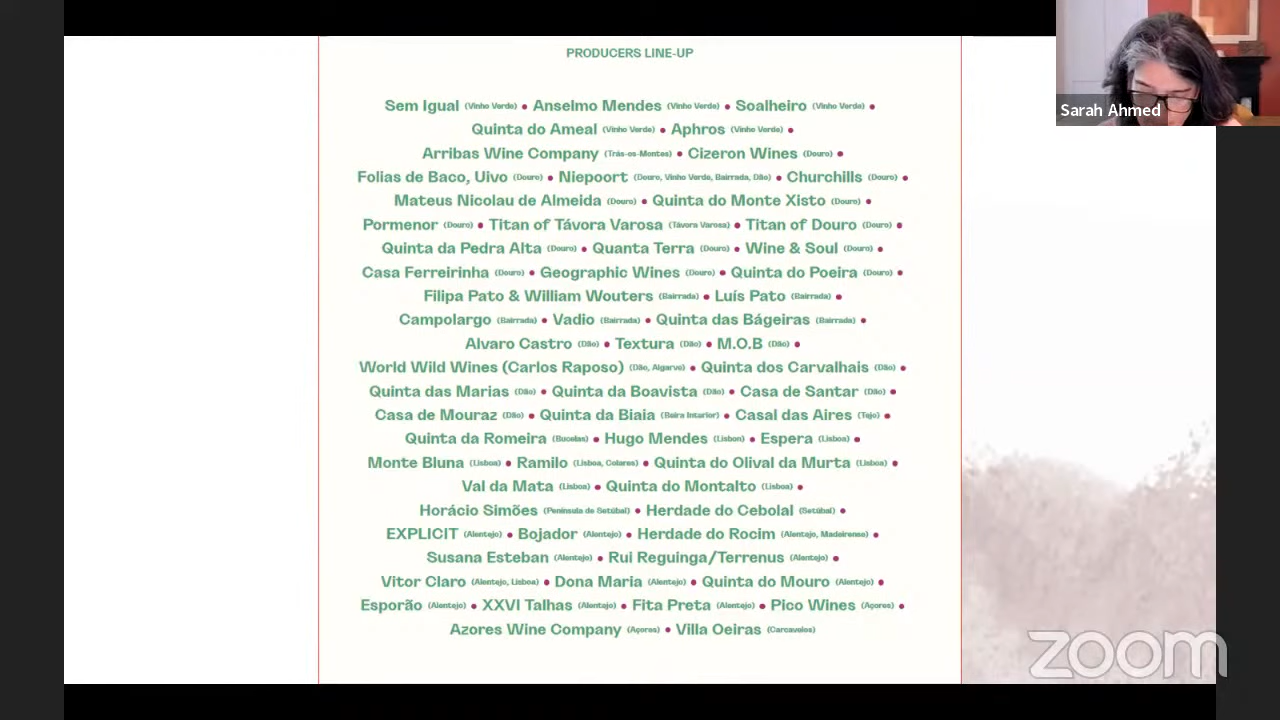 PRODUCERS LINE-UP
Sem Igual (Vinho Verde) • Anselmo Mendes (Vinho Verde) • Soalheiro (Vinho Verde) •
Quinta do Ameal (Vinho Verde) • Aphros (Vinho Verde) •
Arribas Wine Company (Trás-os-Montes) • Cizeron Wines (Douro) •
Folias de Baco, Uivo (Douro) • Niepoort (Douro, Vinho Verde, Bairrada, Dão) • Churchills (Douro) •
Mateus Nicolau de Almeida (Douro) • Quinta do Monte Xisto (Douro) •
Pormenor (Douro) • Titan of Távora Varosa (Távora Varosa) • Titan of Douro (Douro) •
Quinta da Pedra Alta (Douro) • Quanta Terra (Douro) • Wine & Soul (Douro) •
Casa Ferreirinha (Douro) • Geographic Wines (Douro) • Quinta do Poeira (Douro) •
Filipa Pato & William Wouters (Bairrada) • Luís Pato (Bairrada) •
Campolargo (Bairrada) • Vadio (Bairrada) • Quinta das Bágeiras (Bairrada) •
Alvaro Castro (Dão) • Textura (Dão) • M.O.B (Dão) •
World Wild Wines (Carlos Raposo) (Dão, Algarve) • Quinta dos Carvalhais (Dão) •
Quinta das Marias (Dão) • Quinta da Boavista (Dão) • Casa de Santar (Dão) •
Casa de Mouraz (Dão) • Quinta da Biaia (Beira Interior) • Casal das Aires (Tejo) •
Quinta da Romeira (Bucelas) • Hugo Mendes (Lisbon) • Espera (Lisboa) •
Monte Bluna (Lisboa) • Ramilo (Lisboa, Colares) • Quinta do Olival da Murta (Lisboa) •
Val da Mata (Lisboa) • Quinta do Montalto (Lisboa) •
Horácio Simões (Península de Setúbal) • Herdade do Cebolal (Setúbal) •
EXPLICIT (Alentejo) • Bojador (Alentejo) • Herdade do Rocim (Alentejo, Madeirense) •
Susana Esteban (Alentejo) • Rui Reguinga/Terrenus (Alentejo) •
Vitor Claro (Alentejo, Lisboa) • Dona Maria (Alentejo) • Quinta do Mouro (Alentejo) •
Esporão (Alentejo) • XXVI Talhas (Alentejo) • Fita Preta (Alentejo) • Pico Wines (Açores) •
Azores Wine Company (Açores) • Villa Oeiras (Carcavelos)
Sarah Ahmed
zoom